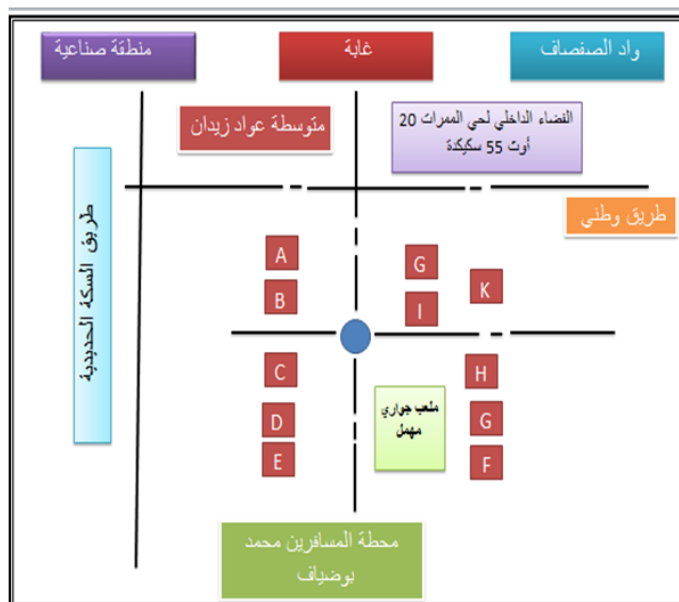 واد الصفصاف
غابة
منطقة صناعية
الفضاء الداخلي لحي الممرات 20
أوت 55 سكيكدة
متوسطة عواد زيدان
طريق وطني
طريق السكة الحديدية
A
G
K
B
I
C
H
ملعب جواري
مهمل
D
G
E
F
محطة المسافرين محمد
بوضياف